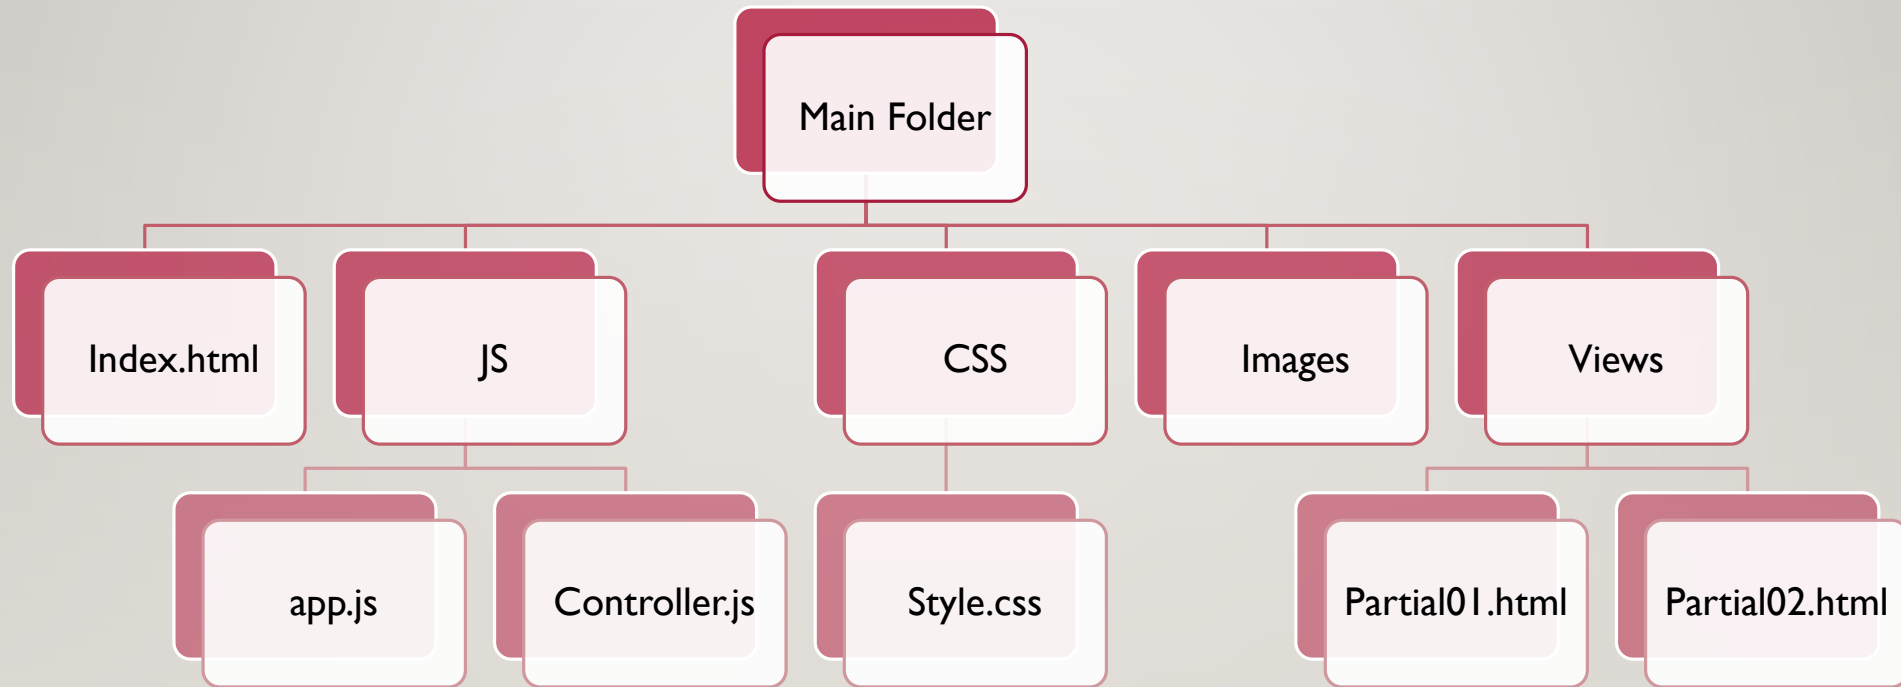 Main Folder
Index.html
JS
CSS
Images
Views
app.js
Controller.js
Style.css
Partial01.html
Partial02.html